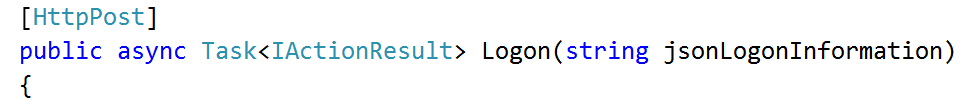 [HttpPost]
public async Task<IActionResult> Logon(string jsonLogonInformation)
{